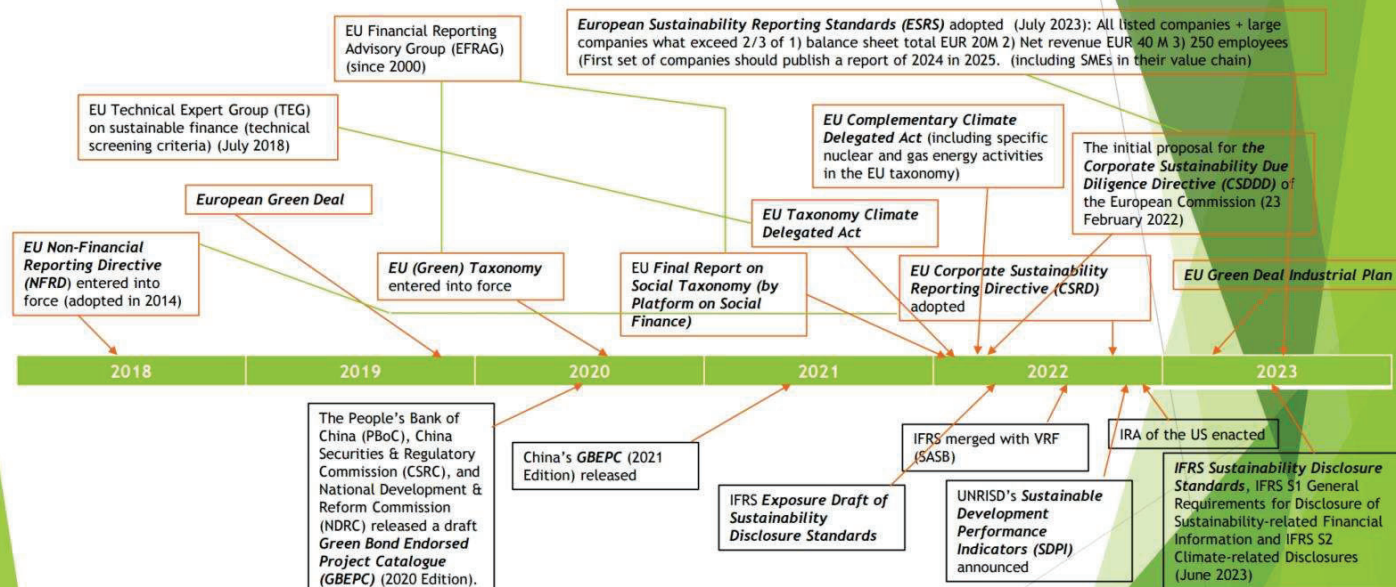 EU Financial Reporting
Advisory Group (EFRAG)
(since 2000)
European Sustainability Reporting Standards (ESRS) adopted (July 2023): All listed companies + large
companies what exceed 2/3 of 1) balance sheet total EUR 20M 2) Net revenue EUR 40 M 3) 250 employees
(First set of companies should publish a report of 2024 in 2025. (including SMEs in their value chain)
EU Technical Expert Group (TEG)
on sustainable finance (technical
screening criteria) (July 2018)
EU Complementary Climate
Delegated Act (including specific
nuclear and gas energy activities
in the EU taxonomy)
The initial proposal for the
Corporate Sustainability Due
Diligence Directive (CSDDD) of
the European Commission (23
February 2022)
European Green Deal
EU Taxonomy Climate
Delegated Act
EU Non-Financial
Reporting Directive
(NFRD) entered into
force (adopted in 2014)
EU (Green) Taxonomy
entered into force
EU Final Report on
Social Taxonomy (by
Platform on Social
Finance)
EU Corporate Sustainability
Reporting Directive (CSRD)
adopted
EU Green Deal Industrial Plan
2018
2019
2020
2021
2022
2023
The People's Bank of
China (PBoC), China
Securities & Regulatory
Commission (CSRC), and
National Development &
Reform Commission
(NDRC) released a draft
Green Bond Endorsed
Project Catalogue
(GBEPC) (2020 Edition).
China's GBEPC (2021
Edition) released
IFRS Exposure Draft of
Sustainability
Disclosure Standards
IFRS merged with VRF
(SASB)
UNRISD's Sustainable
Development
Performance
Indicators (SDPI)
announced
IRA of the US enacted
IFRS Sustainability Disclosure
Standards, IFRS S1 General
Requirements for Disclosure of
Sustainability-related Financial
Information and IFRS S2
Climate-related Disclosures
(June 2023)